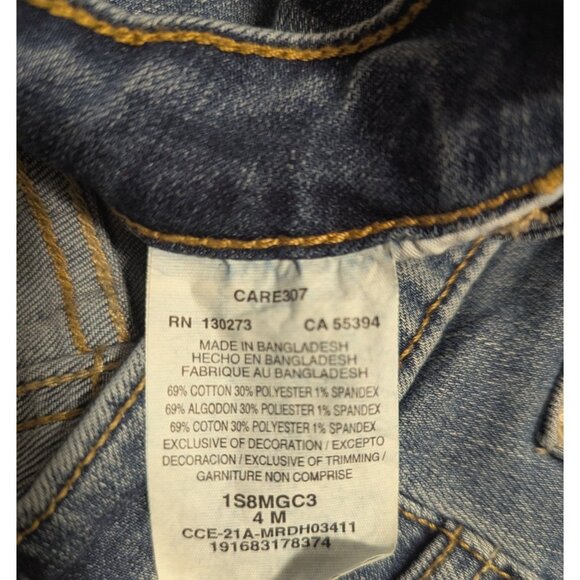 CARE307
RN 130273 CA 55394
MADE IN BANGLADESH
HECHO EN BANGLADESH
FABRIQUE AU BANGLADESH
69% COTTON 30% POLYESTER 1% SPANDEX
69% ALGODON 30% POLIESTER 1% SPANDEX
69% COTON 30% POLYESTER 1% SPANDEX
EXCLUSIVE OF DECORATION / EXCEPTO
DECORACION / EXCLUSIF OF TRIMMING /
GARNITURE NON COMPRISE
1S8MGC3
4 M
CCE-21A-MRDH03411
191683178374